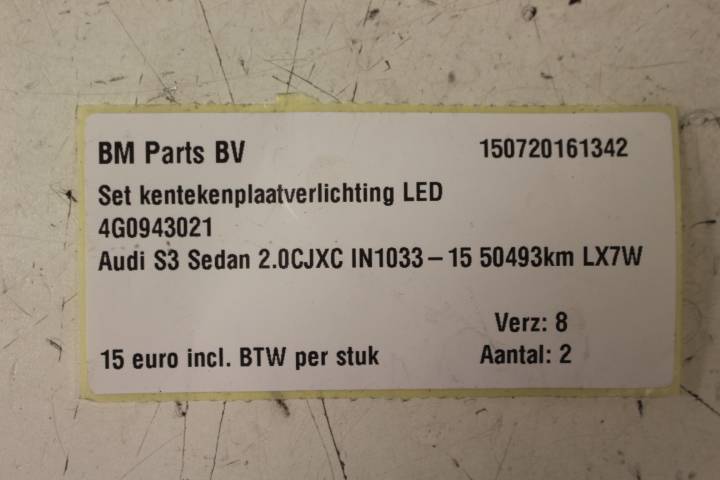 BM Parts BV 150720161342
Set kentekenplaatverlichting LED
4G0943021
Audi S3 Sedan 2.0CJXC IN1033-15 50493km LX7W
Verz: 8
15 euro incl. BTW per stuk Aantal: 2